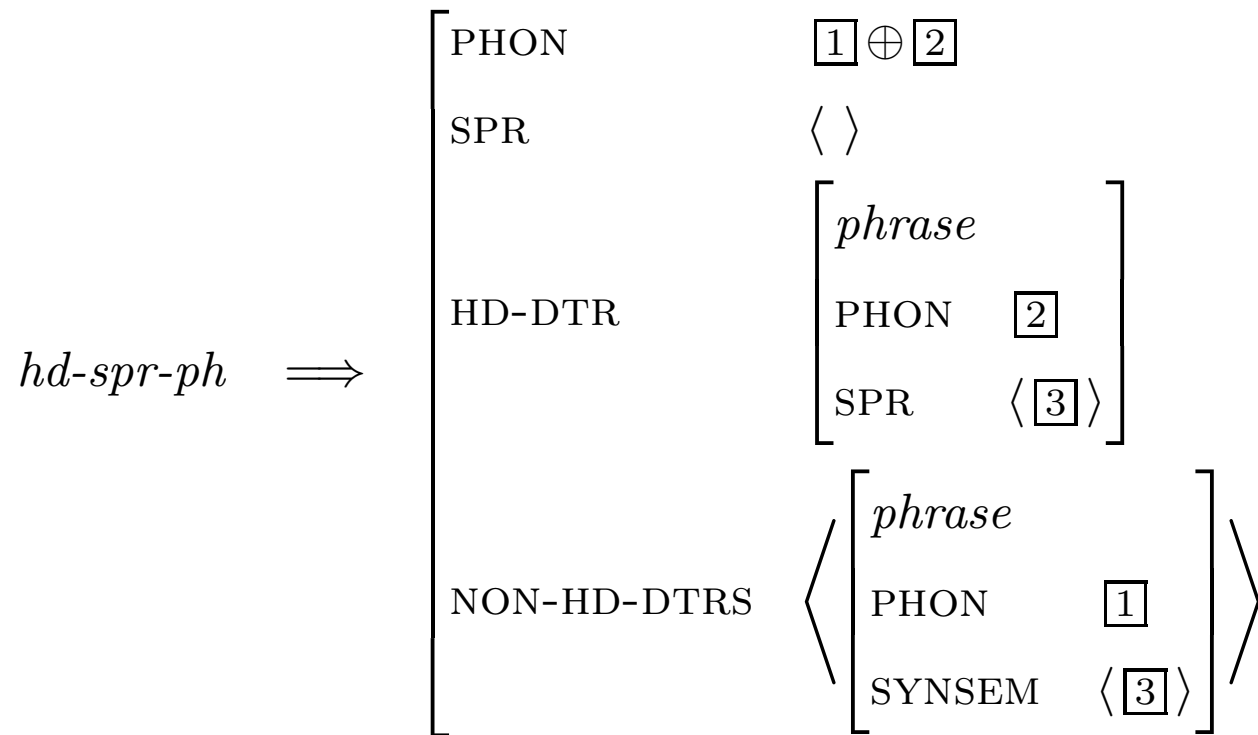 PHON [1] ⊕ [2]
SPR ⟨ ⟩
phrase
HD-DTR PHON [2]
SPR ⟨ [3] ⟩
hd-spr-ph ⟹
phrase
NON-HD-DTRS PHON [1]
SYNSEM ⟨ [3] ⟩